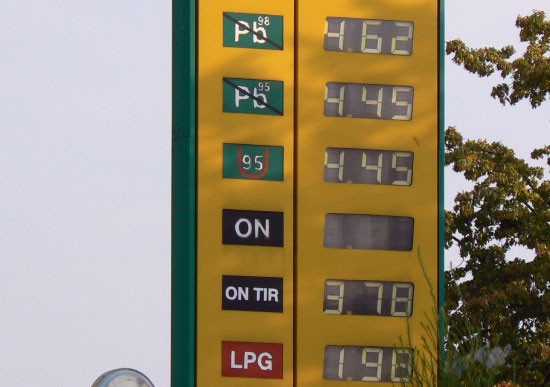 Pb 98 4.62
Pb 95 4.45
U 95 4.45
ON
ON TIR 3.78
LPG 1.98